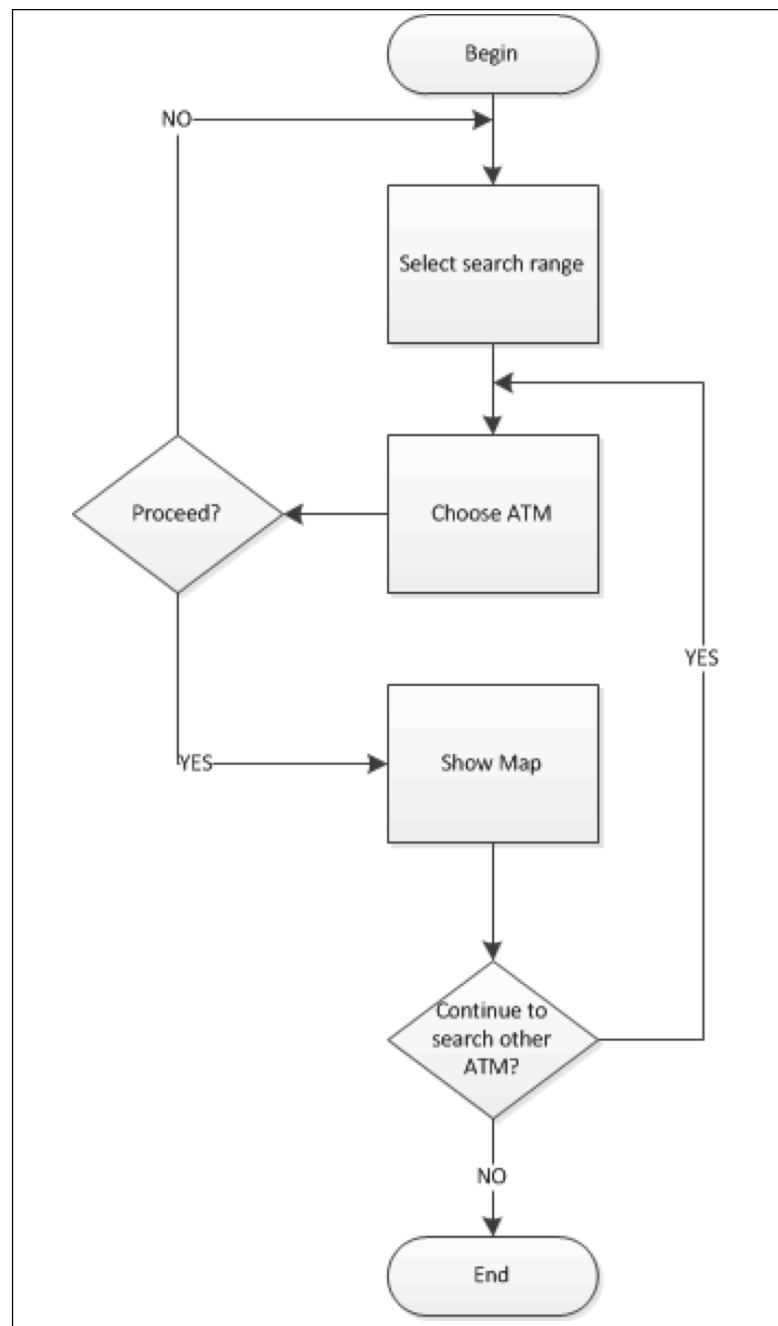 Begin
NO
Select search range
Proceed?
Choose ATM
YES
YES
Show Map
Continue to
search other
ATM?
NO
End